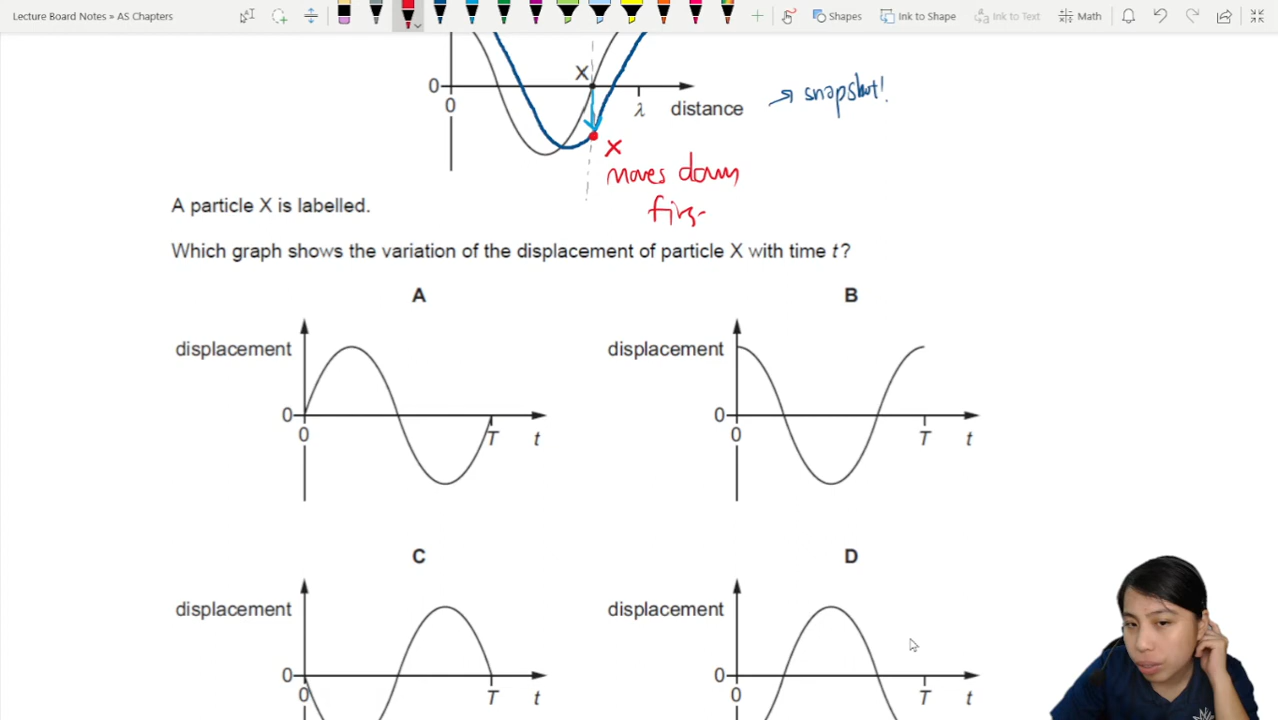 Lecture Board Notes » AS Chapters
Shapes
Ink to Shape
Ink to Text
Math
0
X
0
λ
distance
→ snapshot!
X
moves down
firs
A particle X is labelled.
Which graph shows the variation of the displacement of particle X with time t?
A
B
displacement
displacement
0
0
0
T
t
0
T
t
C
D
displacement
displacement
0
0
0
T
t
0
T
t